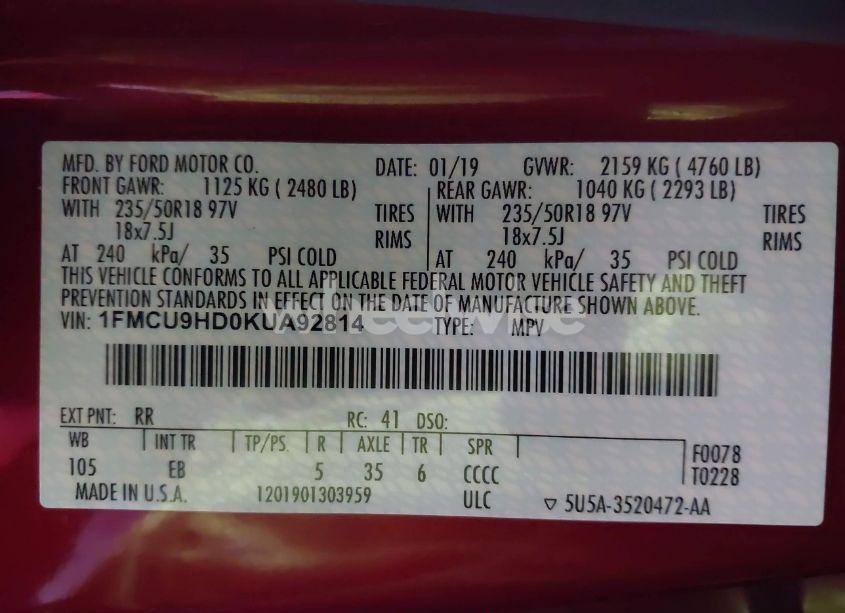 MFD. BY FORD MOTOR CO. DATE: 01/19 GVWR: 2159 KG ( 4760 LB)
FRONT GAWR: 1125 KG ( 2480 LB) REAR GAWR: 1040 KG ( 2293 LB)
WITH 235/50R18 97V TIRES WITH 235/50R18 97V TIRES
18x7.5J RIMS 18x7.5J RIMS
AT 240 kPa/ 35 PSI COLD AT 240 kPa/ 35 PSI COLD
THIS VEHICLE CONFORMS TO ALL APPLICABLE FEDERAL MOTOR VEHICLE SAFETY AND THEFT
PREVENTION STANDARDS IN EFFECT ON THE DATE OF MANUFACTURE SHOWN ABOVE.
VIN: 1FMCU9HD0KUA92814 TYPE: MPV
EXT PNT: RR RC: 41 DSO:
WB INT TR TP/PS. R AXLE TR SPR F0078
105 EB 5 35 6 CCCC T0228
MADE IN U.S.A. 1201901303959 ULC ▽ 5U5A-3520472-AA